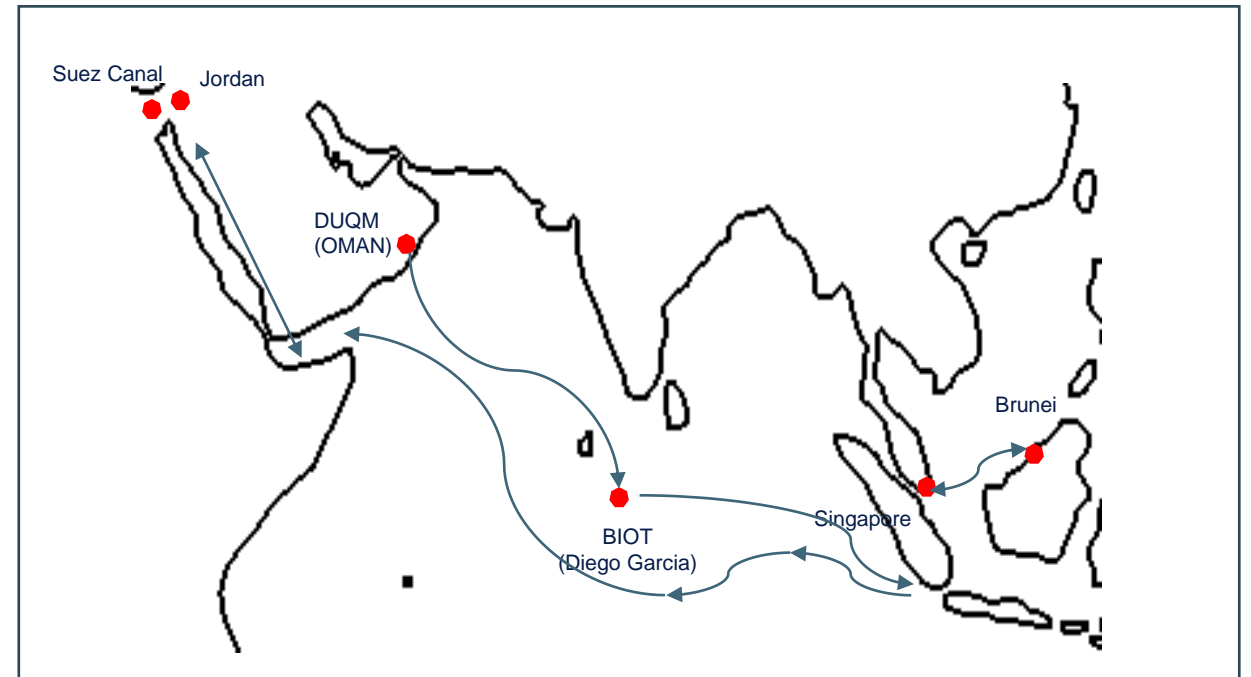 Suez Canal
Jordan
DUQM
(OMAN)
Brunei
Singapore
BIOT
(Diego Garcia)